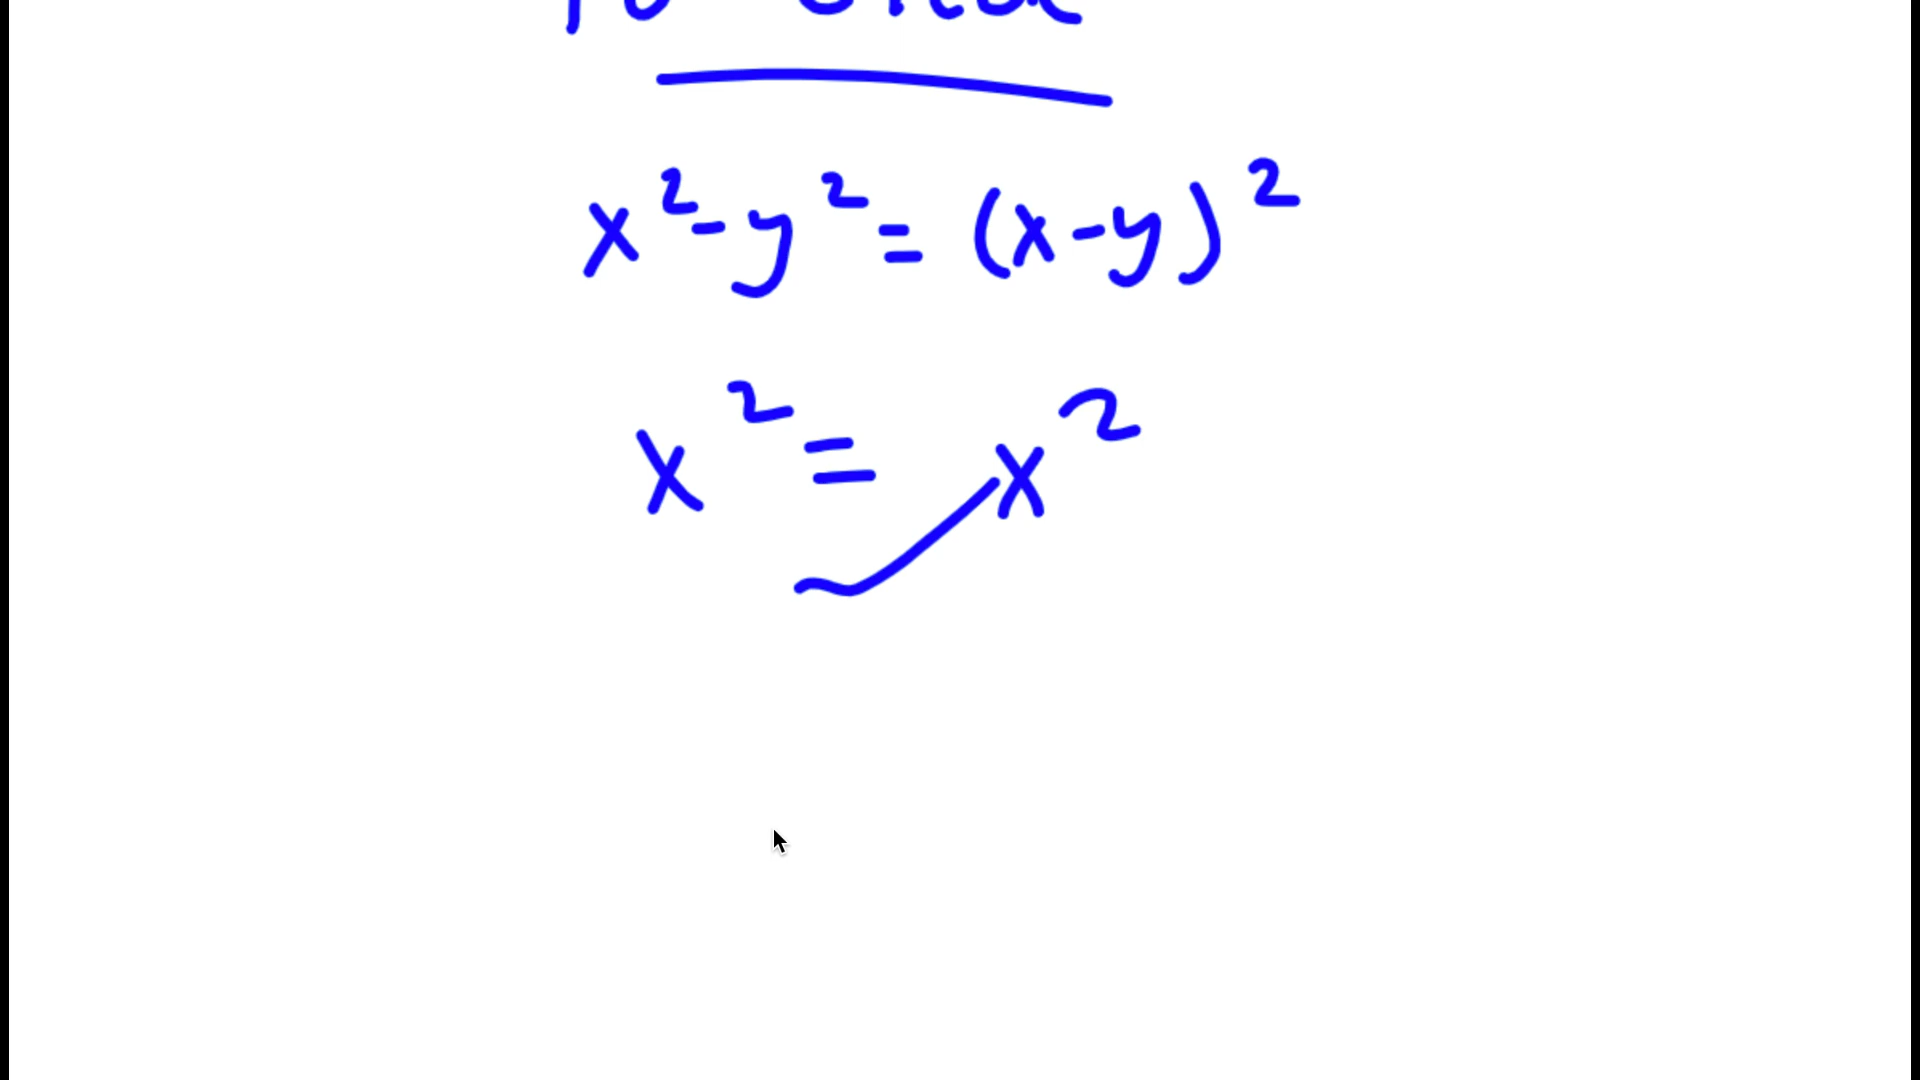 x²-y²=(x-y)²
x²= x²